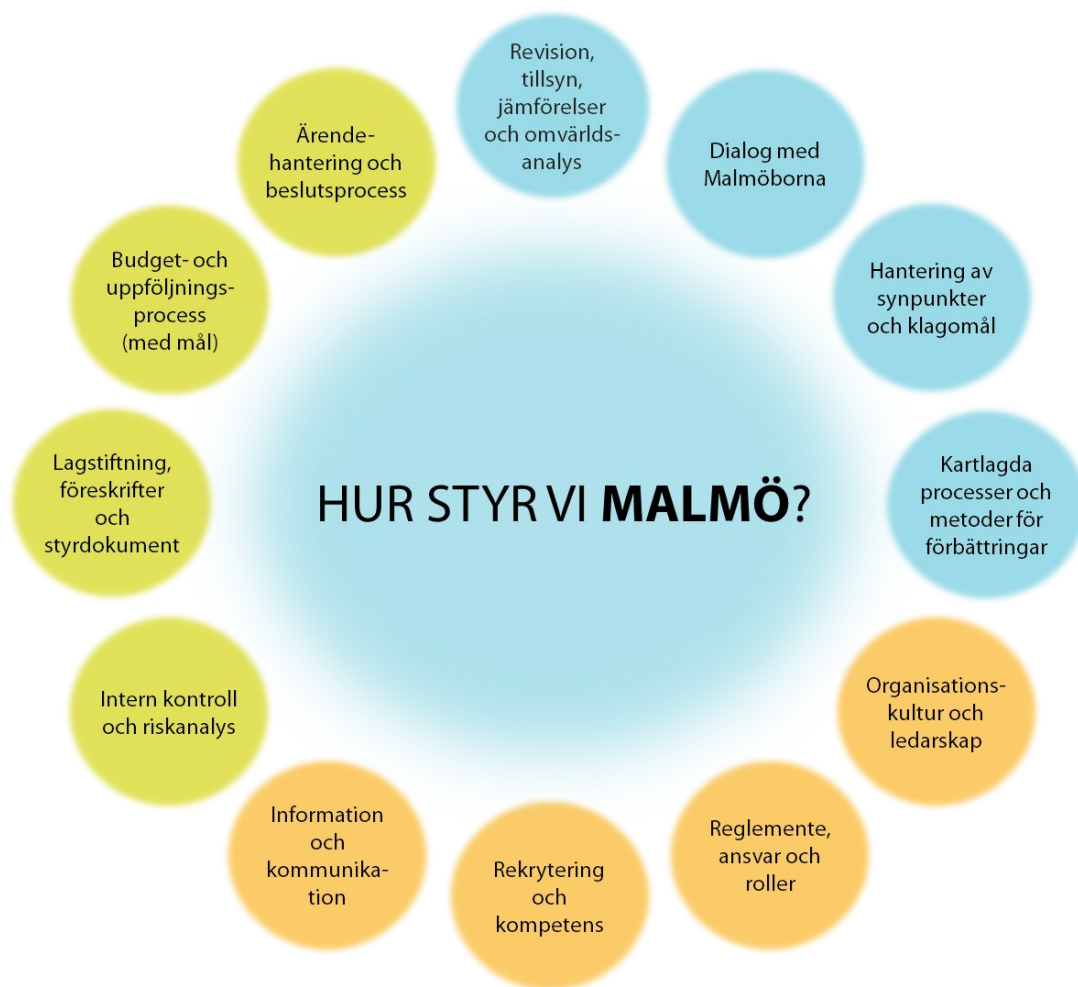 Revision,
tillsyn,
jämförelser
och omvärlds-
analys
Dialog med
Malmöborna
Hantering av
synpunkter
och klagomål
Kartlagda
processer och
metoder för
förbättringar
Organisations-
kultur och
ledarskap
Reglemente,
ansvar och
roller
Rekrytering
och
kompetens
Information
och
kommunika-
tion
Intern kontroll
och riskanalys
Lagstiftning,
föreskrifter
och
styrdokument
Budget- och
uppföljnings-
process
(med mål)
Ärende-
hantering och
beslutsprocess
HUR STYR VI MALMÖ?